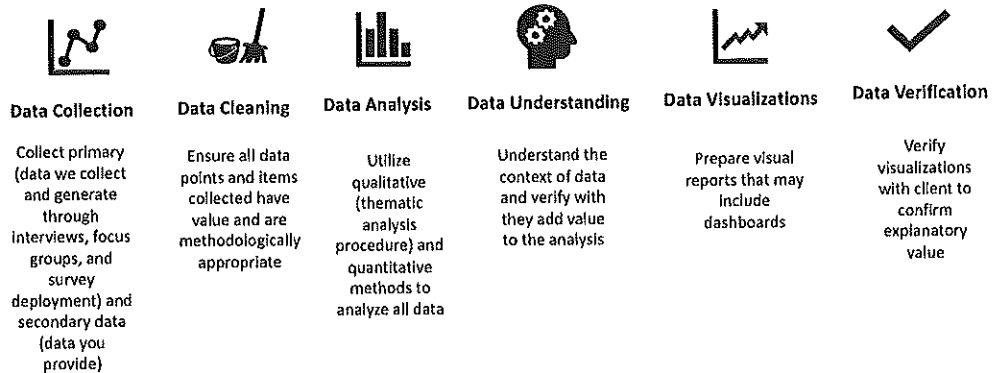 Data Collection
Collect primary
(data we collect
and generate
through
interviews, focus
groups, and
survey
deployment) and
secondary data
(data you
provide)
Data Cleaning
Ensure all data
points and items
collected have
value and are
methodologically
appropriate
Data Analysis
Utilize
qualitative
(thematic
analysis
procedure) and
quantitative
methods to
analyze all data
Data Understanding
Understand the
context of data
and verify with
they add value
to the analysis
Data Visualizations
Prepare visual
reports that may
include
dashboards
Data Verification
Verify
visualizations
with client to
confirm
explanatory
value